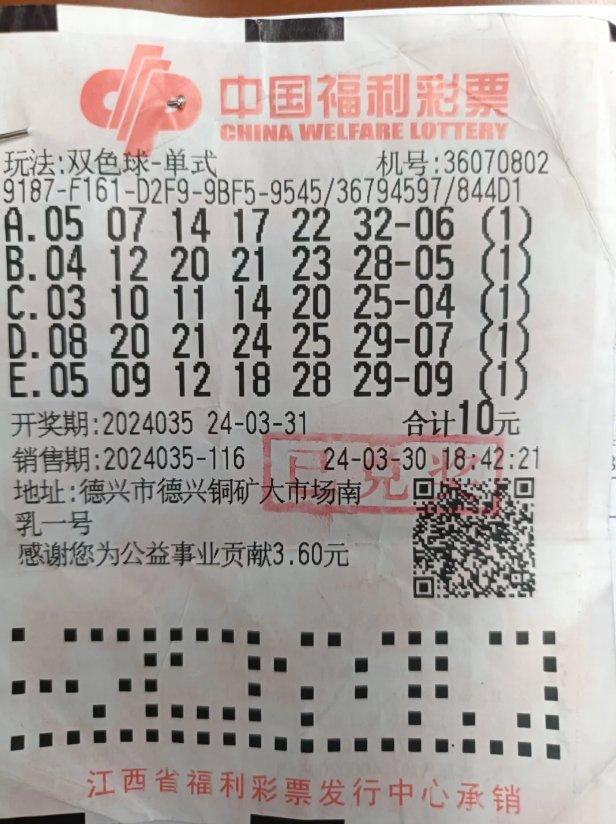 中国福利彩票
CHINA WELFARE LOTTERY
玩法:双色球-单式 机号:36070802
9187-F161-D2F9-9BF5-9545/36794597/844D1
A.05 07 14 17 22 32-06 (1)
B.04 12 20 21 23 28-05 (1)
C.03 10 11 14 20 25-04 (1)
D.08 20 21 24 25 29-07 (1)
E.05 09 12 18 28 29-09 (1)
开奖期:2024035 24-03-31 合计10元
销售期:2024035-116 24-03-30 18:42:21
已兑奖
地址:德兴市德兴铜矿大市场南
乳一号
感谢您为公益事业贡献3.60元
江西省福利彩票发行中心承销